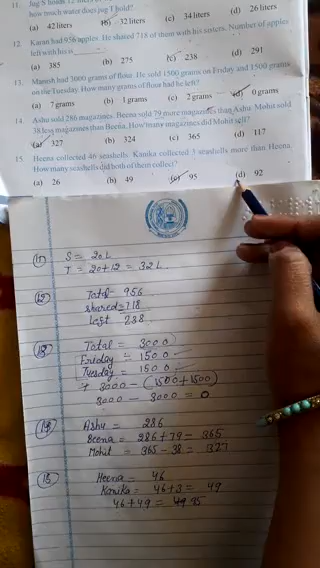 11. Jug S holds 12 liters
how much water does jug T hold?
(a) 42 liters (b) 32 liters (c) 34 liters (d) 26 liters
12. Karan had 956 apples. He shared 718 of them with his sisters. Number of apples
left with his is
(a) 385 (b) 275 (c) 238 (d) 291
13. Manish had 3000 grams of flour. He sold 1500 grams on Friday and 1500 grams
on the Tuesday. How many grams of flour had be left?
(a) 7 grams (b) 1 grams (c) 2 grams (d) 0 grams
14. Ashu sold 286 magazines. Beena sold 79 more magazines than Ashu. Mohit sold
38 less magazines than Beena. How many magazines did Mohit sell?
(a) 327 (b) 324 (c) 365 (d) 117
15. Heena collected 46 seashells. Kanika collected 3 seashells more than Heena.
How many seashells did both of them collect?
(a) 26 (b) 49 (c) 95 (d) 92
(11) S = 20L
T = 20+12 = 32L
(12) Total = 956
Shared = 718
Left 238
(13) Total = 3000
Friday = 1500
Tuesday = 1500
3000 - (1500+1500)
3000 - 3000 = 0
(14) Ashu = 286
Beena = 286+79 = 365
Mohit = 365-38 = 327
(15) Heena = 46
Kanika = 46+3 = 49
46+49 = 95